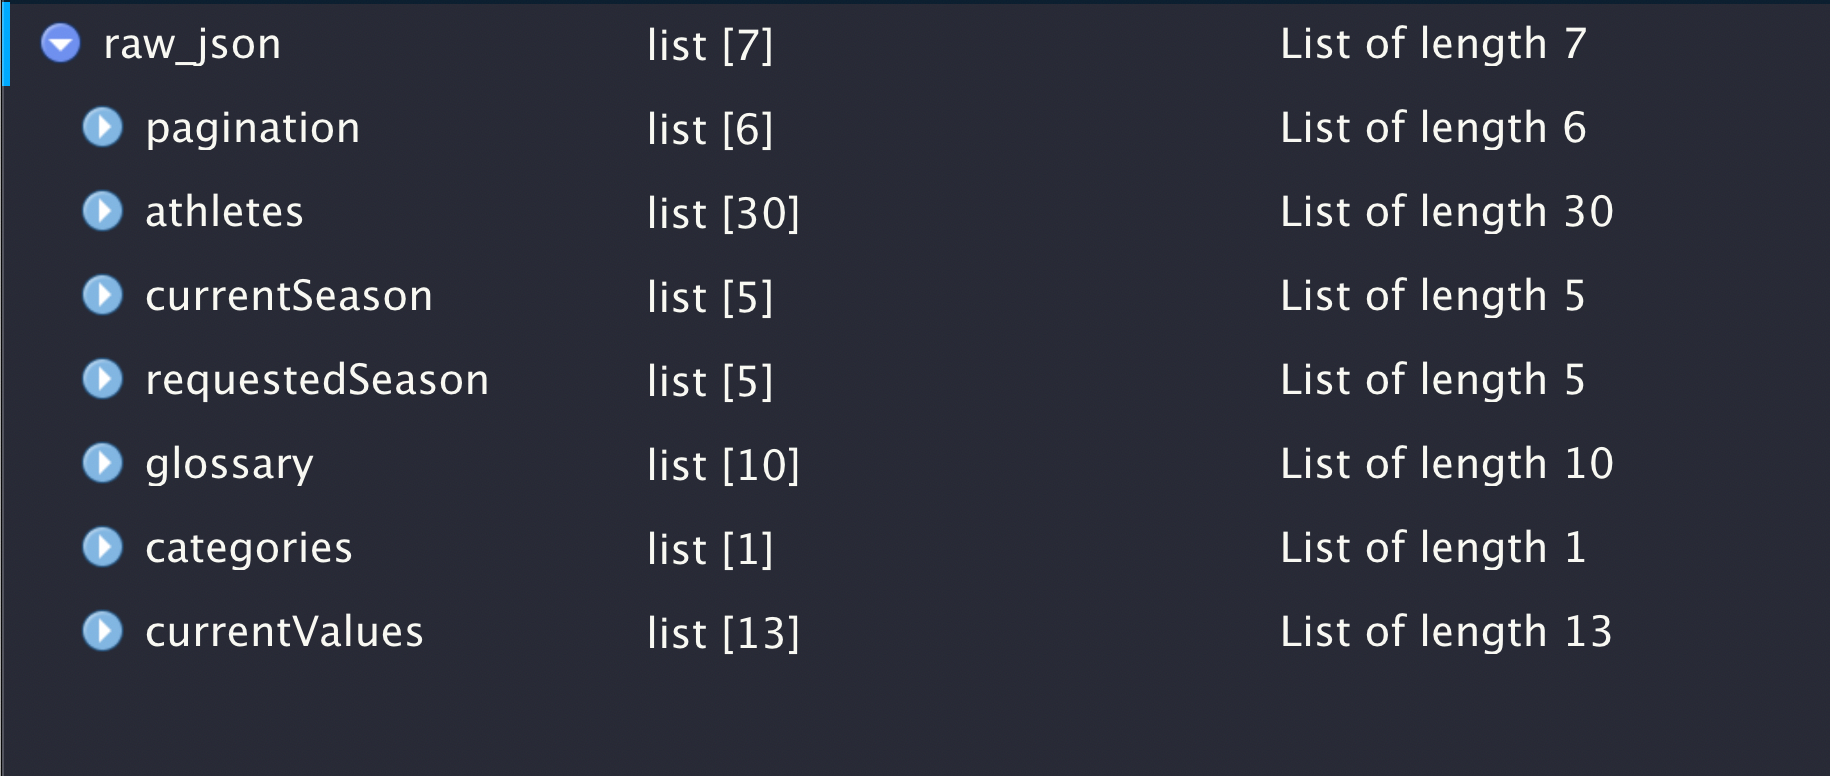 raw_json list [7] List of length 7
pagination list [6] List of length 6
athletes list [30] List of length 30
currentSeason list [5] List of length 5
requestedSeason list [5] List of length 5
glossary list [10] List of length 10
categories list [1] List of length 1
currentValues list [13] List of length 13